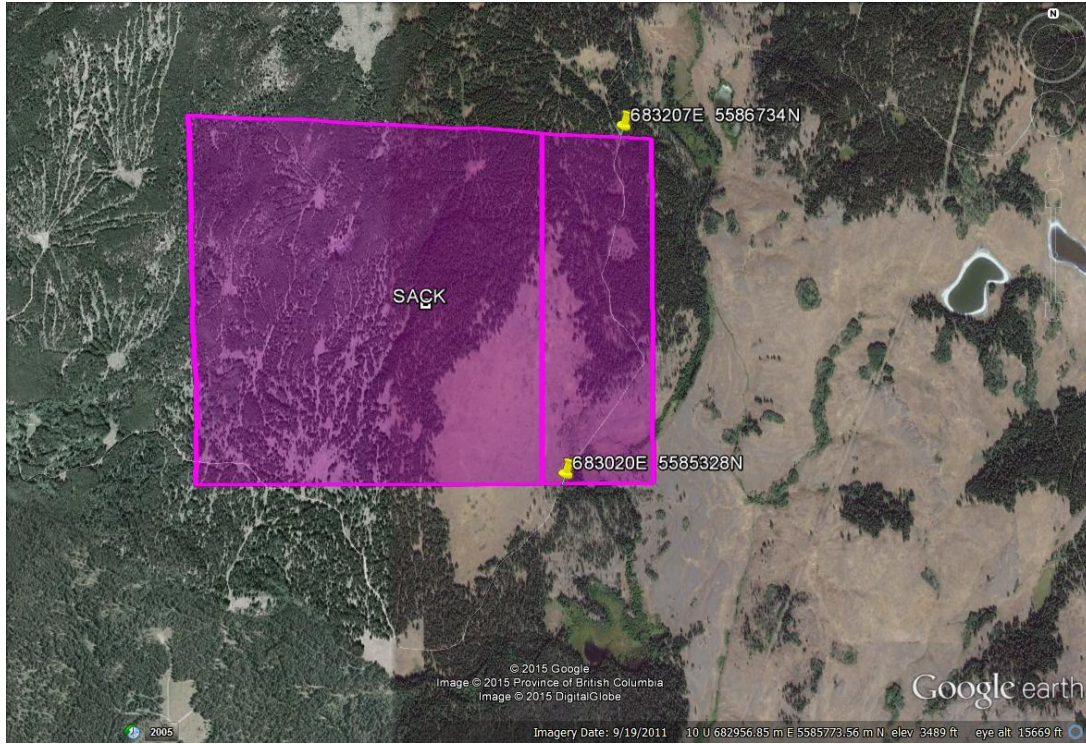 N
683207E 5586734N
SACK
683020E 5585328N
© 2015 Google
Image © 2015 Province of British Columbia
Image © 2015 DigitalGlobe
Google earth
2005
Imagery Date: 9/19/2011 10 U 682956.85 m E 5585773.56 m N elev 3489 ft eye alt 15669 ft